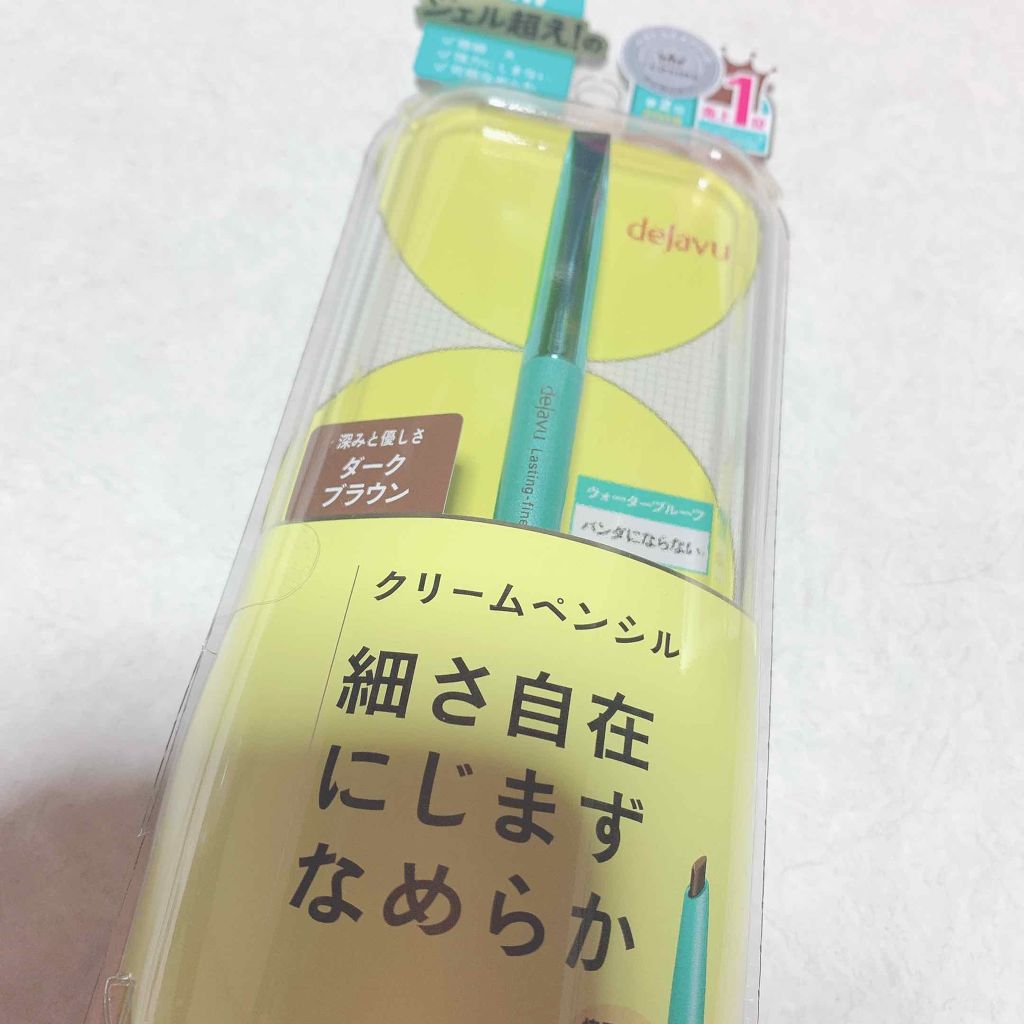 ジェル超え!の
1
dejavu
dejavu Lasting-fine
深みと優しさ
ダーク
ブラウン
ウォータープルーフ
パンダにならない
クリームペンシル
細さ自在
にじまず
なめらか